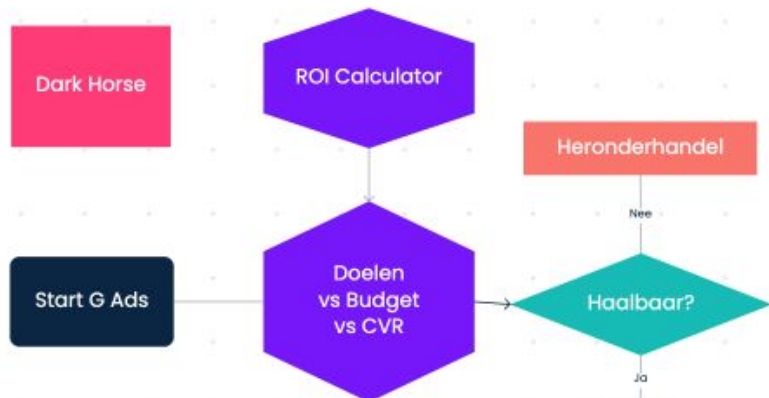 Dark Horse
ROI Calculator
Heronderhandel
Nee
Start G Ads
Doelen
vs Budget
vs CVR
Haalbaar?
Ja